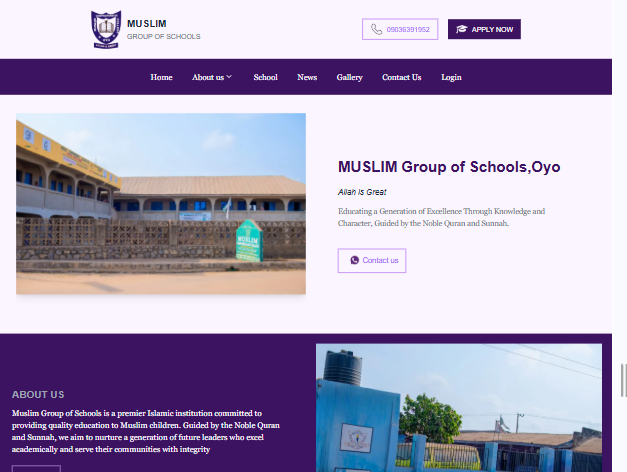 MUSLIM
GROUP OF SCHOOLS
09036391952
APPLY NOW
Home About us School News Gallery Contact Us Login
MUSLIM Group of Schools,Oyo
Allah is Great
Educating a Generation of Excellence Through Knowledge and
Character, Guided by the Noble Quran and Sunnah.
MUSLIM
Contact us
ABOUT US
Muslim Group of Schools is a premier Islamic institution committed to
providing quality education to Muslim children. Guided by the Noble Quran
and Sunnah, we aim to nurture a generation of future leaders who excel
academically and serve their communities with integrity